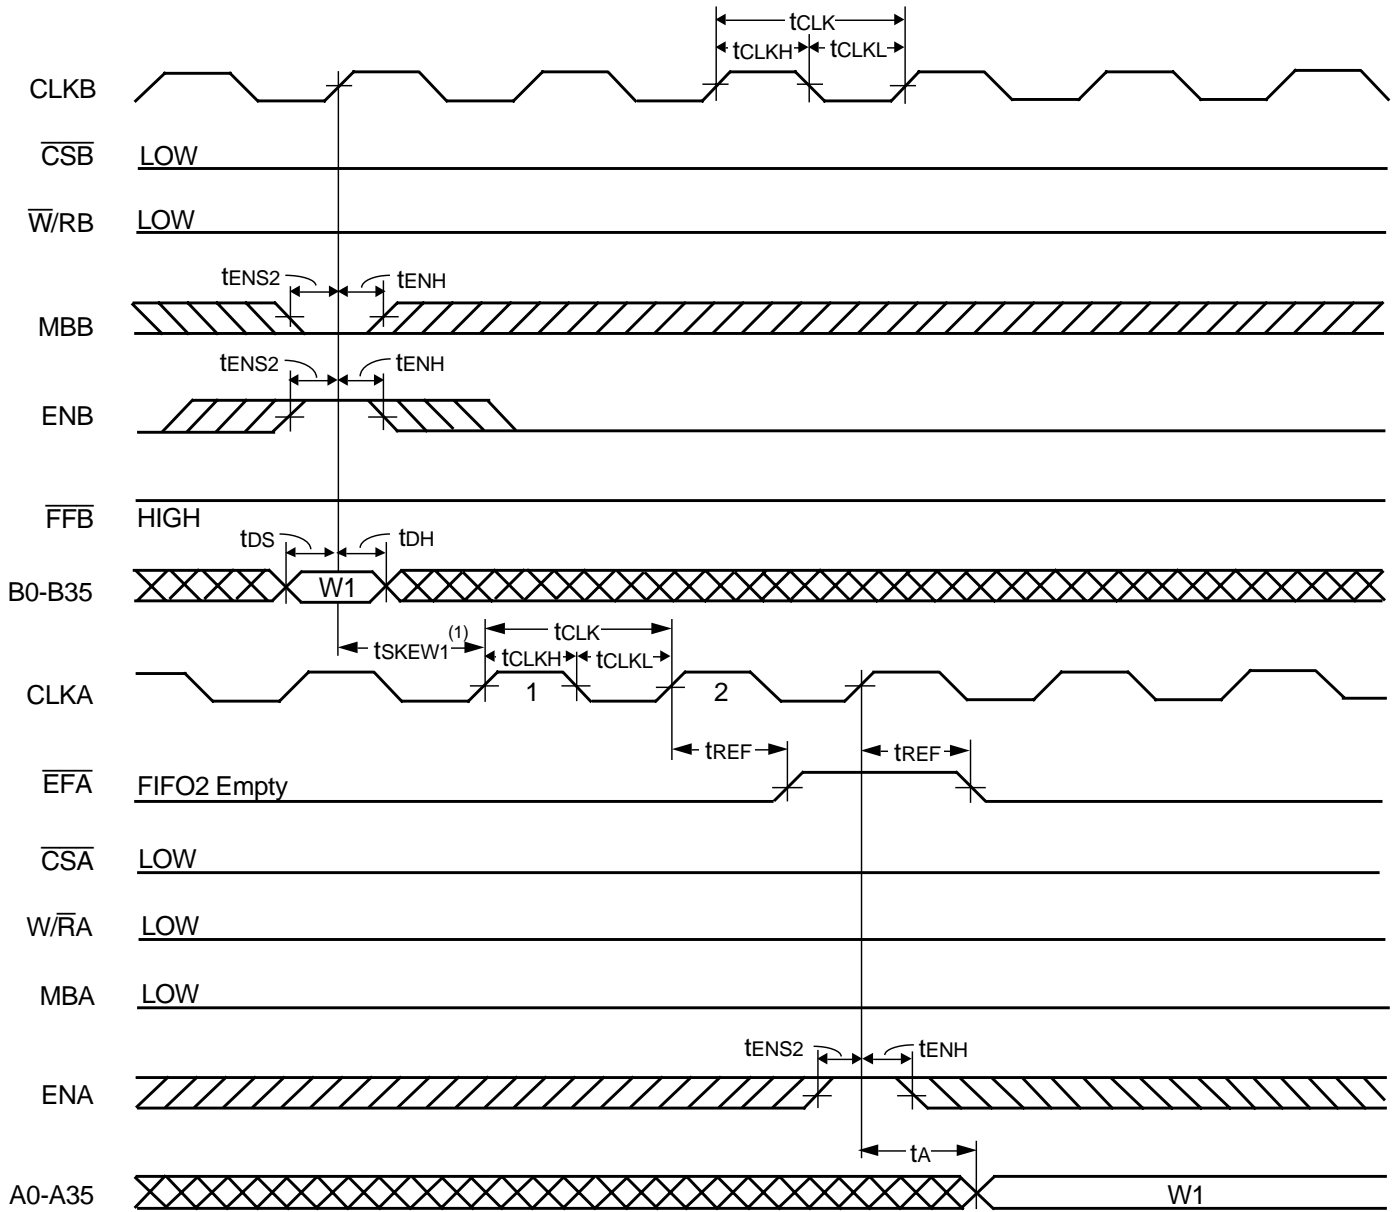 tCLK
tCLKH tCLKL
CLKB
CSB LOW
W/RB LOW
tENS2 tENH
MBB
tENS2 tENH
ENB
FFB HIGH
tDS tDH
B0-B35 W1
tSKEW1 (1) tCLK
tCLKH tCLKL
CLKA 1 2
tREF tREF
EFA FIFO2 Empty
CSA LOW
W/RA LOW
MBA LOW
tENS2 tENH
ENA
tA
A0-A35 W1